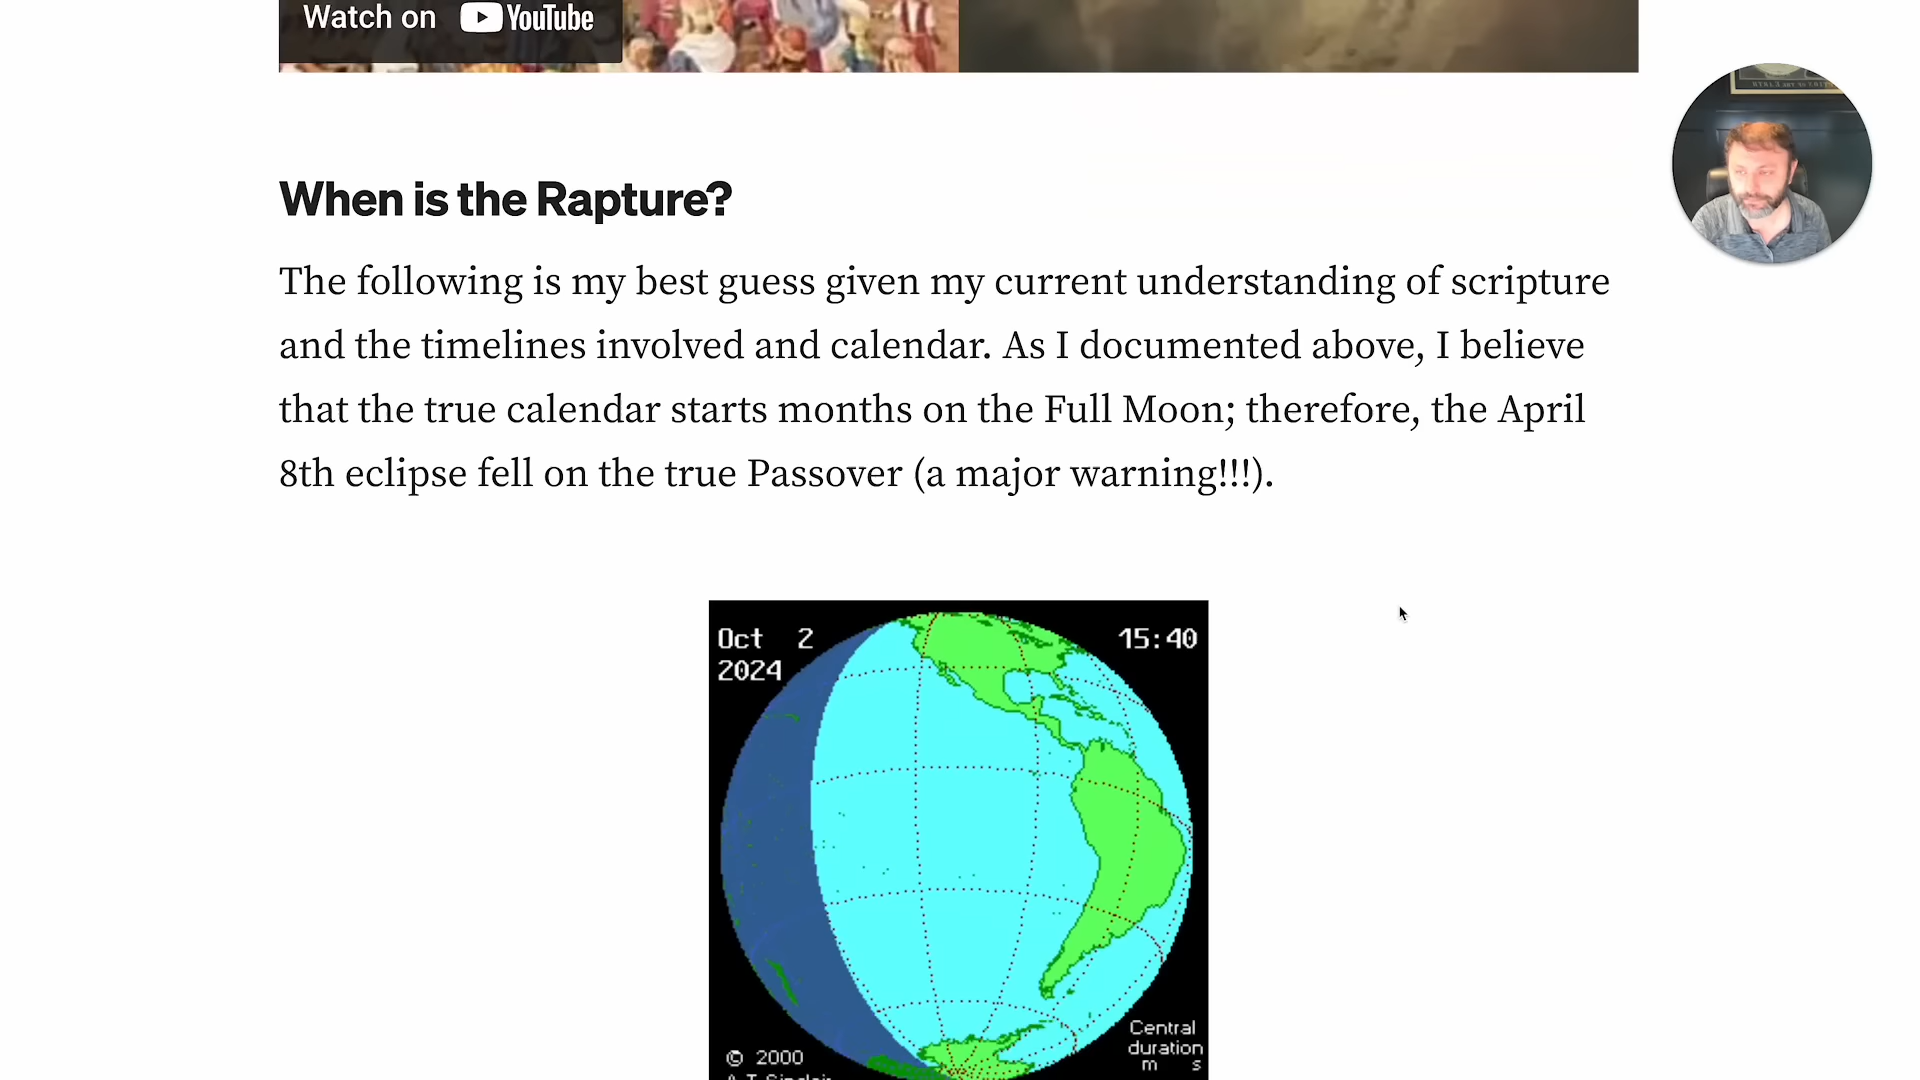 Watch on YouTube
When is the Rapture?
The following is my best guess given my current understanding of scripture
and the timelines involved and calendar. As I documented above, I believe
that the true calendar starts months on the Full Moon; therefore, the April
8th eclipse fell on the true Passover (a major warning!!!).
Oct 2
2024
15:40
Central
duration
m s
© 2000